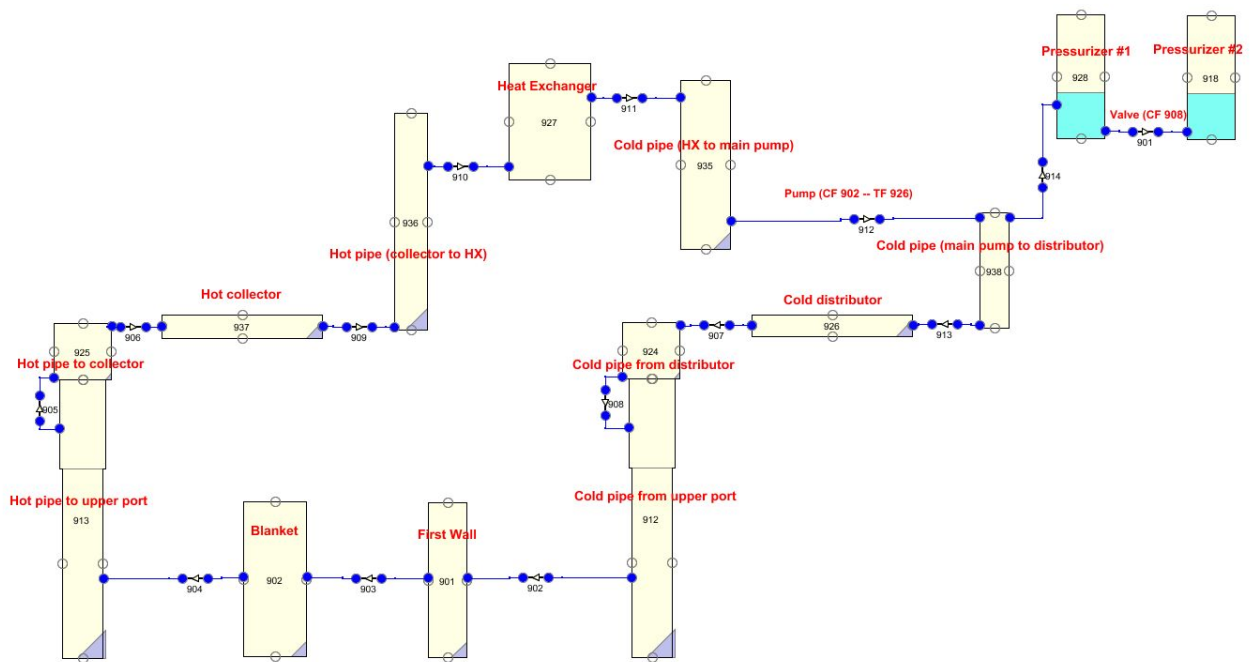 Pressurizer #1
Pressurizer #2
928
918
Heat Exchanger
927
911
Valve (CF 908)
901
Cold pipe (HX to main pump)
935
910
914
Pump (CF 902 -- TF 926)
912
936
Hot pipe (collector to HX)
Cold pipe (main pump to distributor)
938
Hot collector
937
906
909
Cold distributor
926
907
913
925
Hot pipe to collector
924
Cold pipe from distributor
905
908
Hot pipe to upper port
913
Cold pipe from upper port
912
Blanket
902
First Wall
901
904
903
902